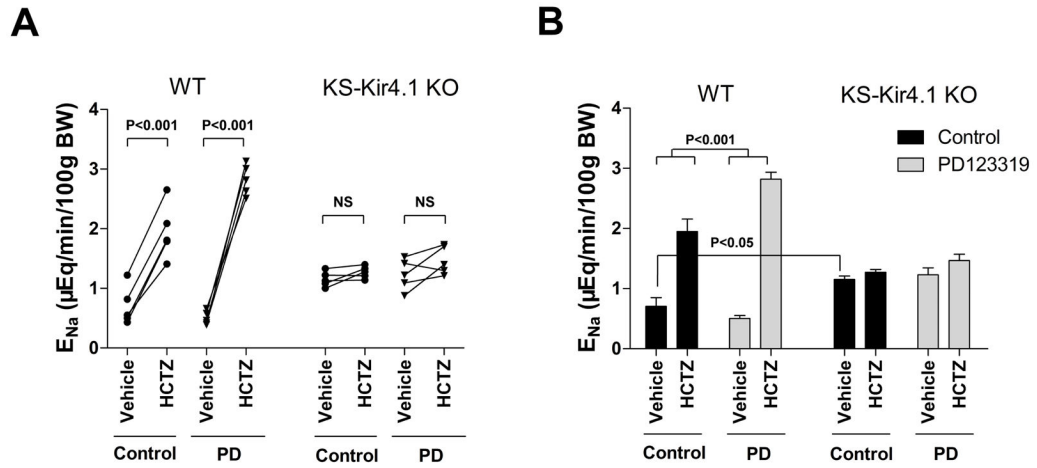 A
WT
KS-Kir4.1 KO
E_Na (µEq/min/100g BW)
4
3
2
1
0
P<0.001
P<0.001
NS
NS
Vehicle
HCTZ
Vehicle
HCTZ
Vehicle
HCTZ
Vehicle
HCTZ
Control
PD
Control
PD
B
WT
KS-Kir4.1 KO
E_Na (µEq/min/100g BW)
4
3
2
1
0
P<0.001
P<0.05
Control
PD123319
Vehicle
HCTZ
Vehicle
HCTZ
Vehicle
HCTZ
Vehicle
HCTZ
Control
PD
Control
PD